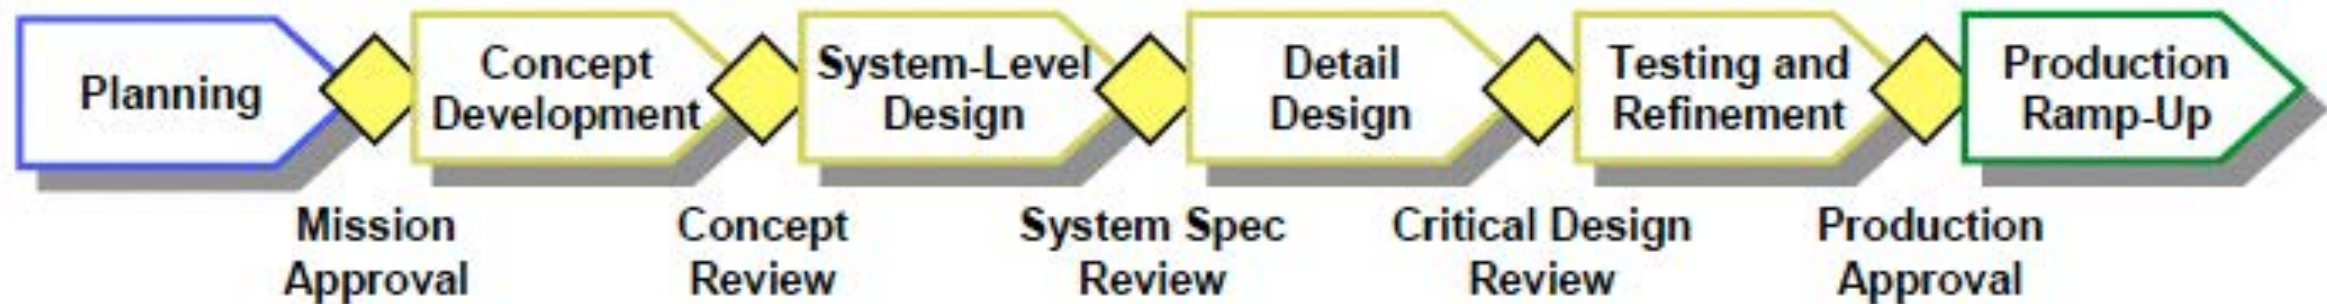 Planning
Concept
Development
System-Level
Design
Detail
Design
Testing and
Refinement
Production
Ramp-Up
Mission
Approval
Concept
Review
System Spec
Review
Critical Design
Review
Production
Approval